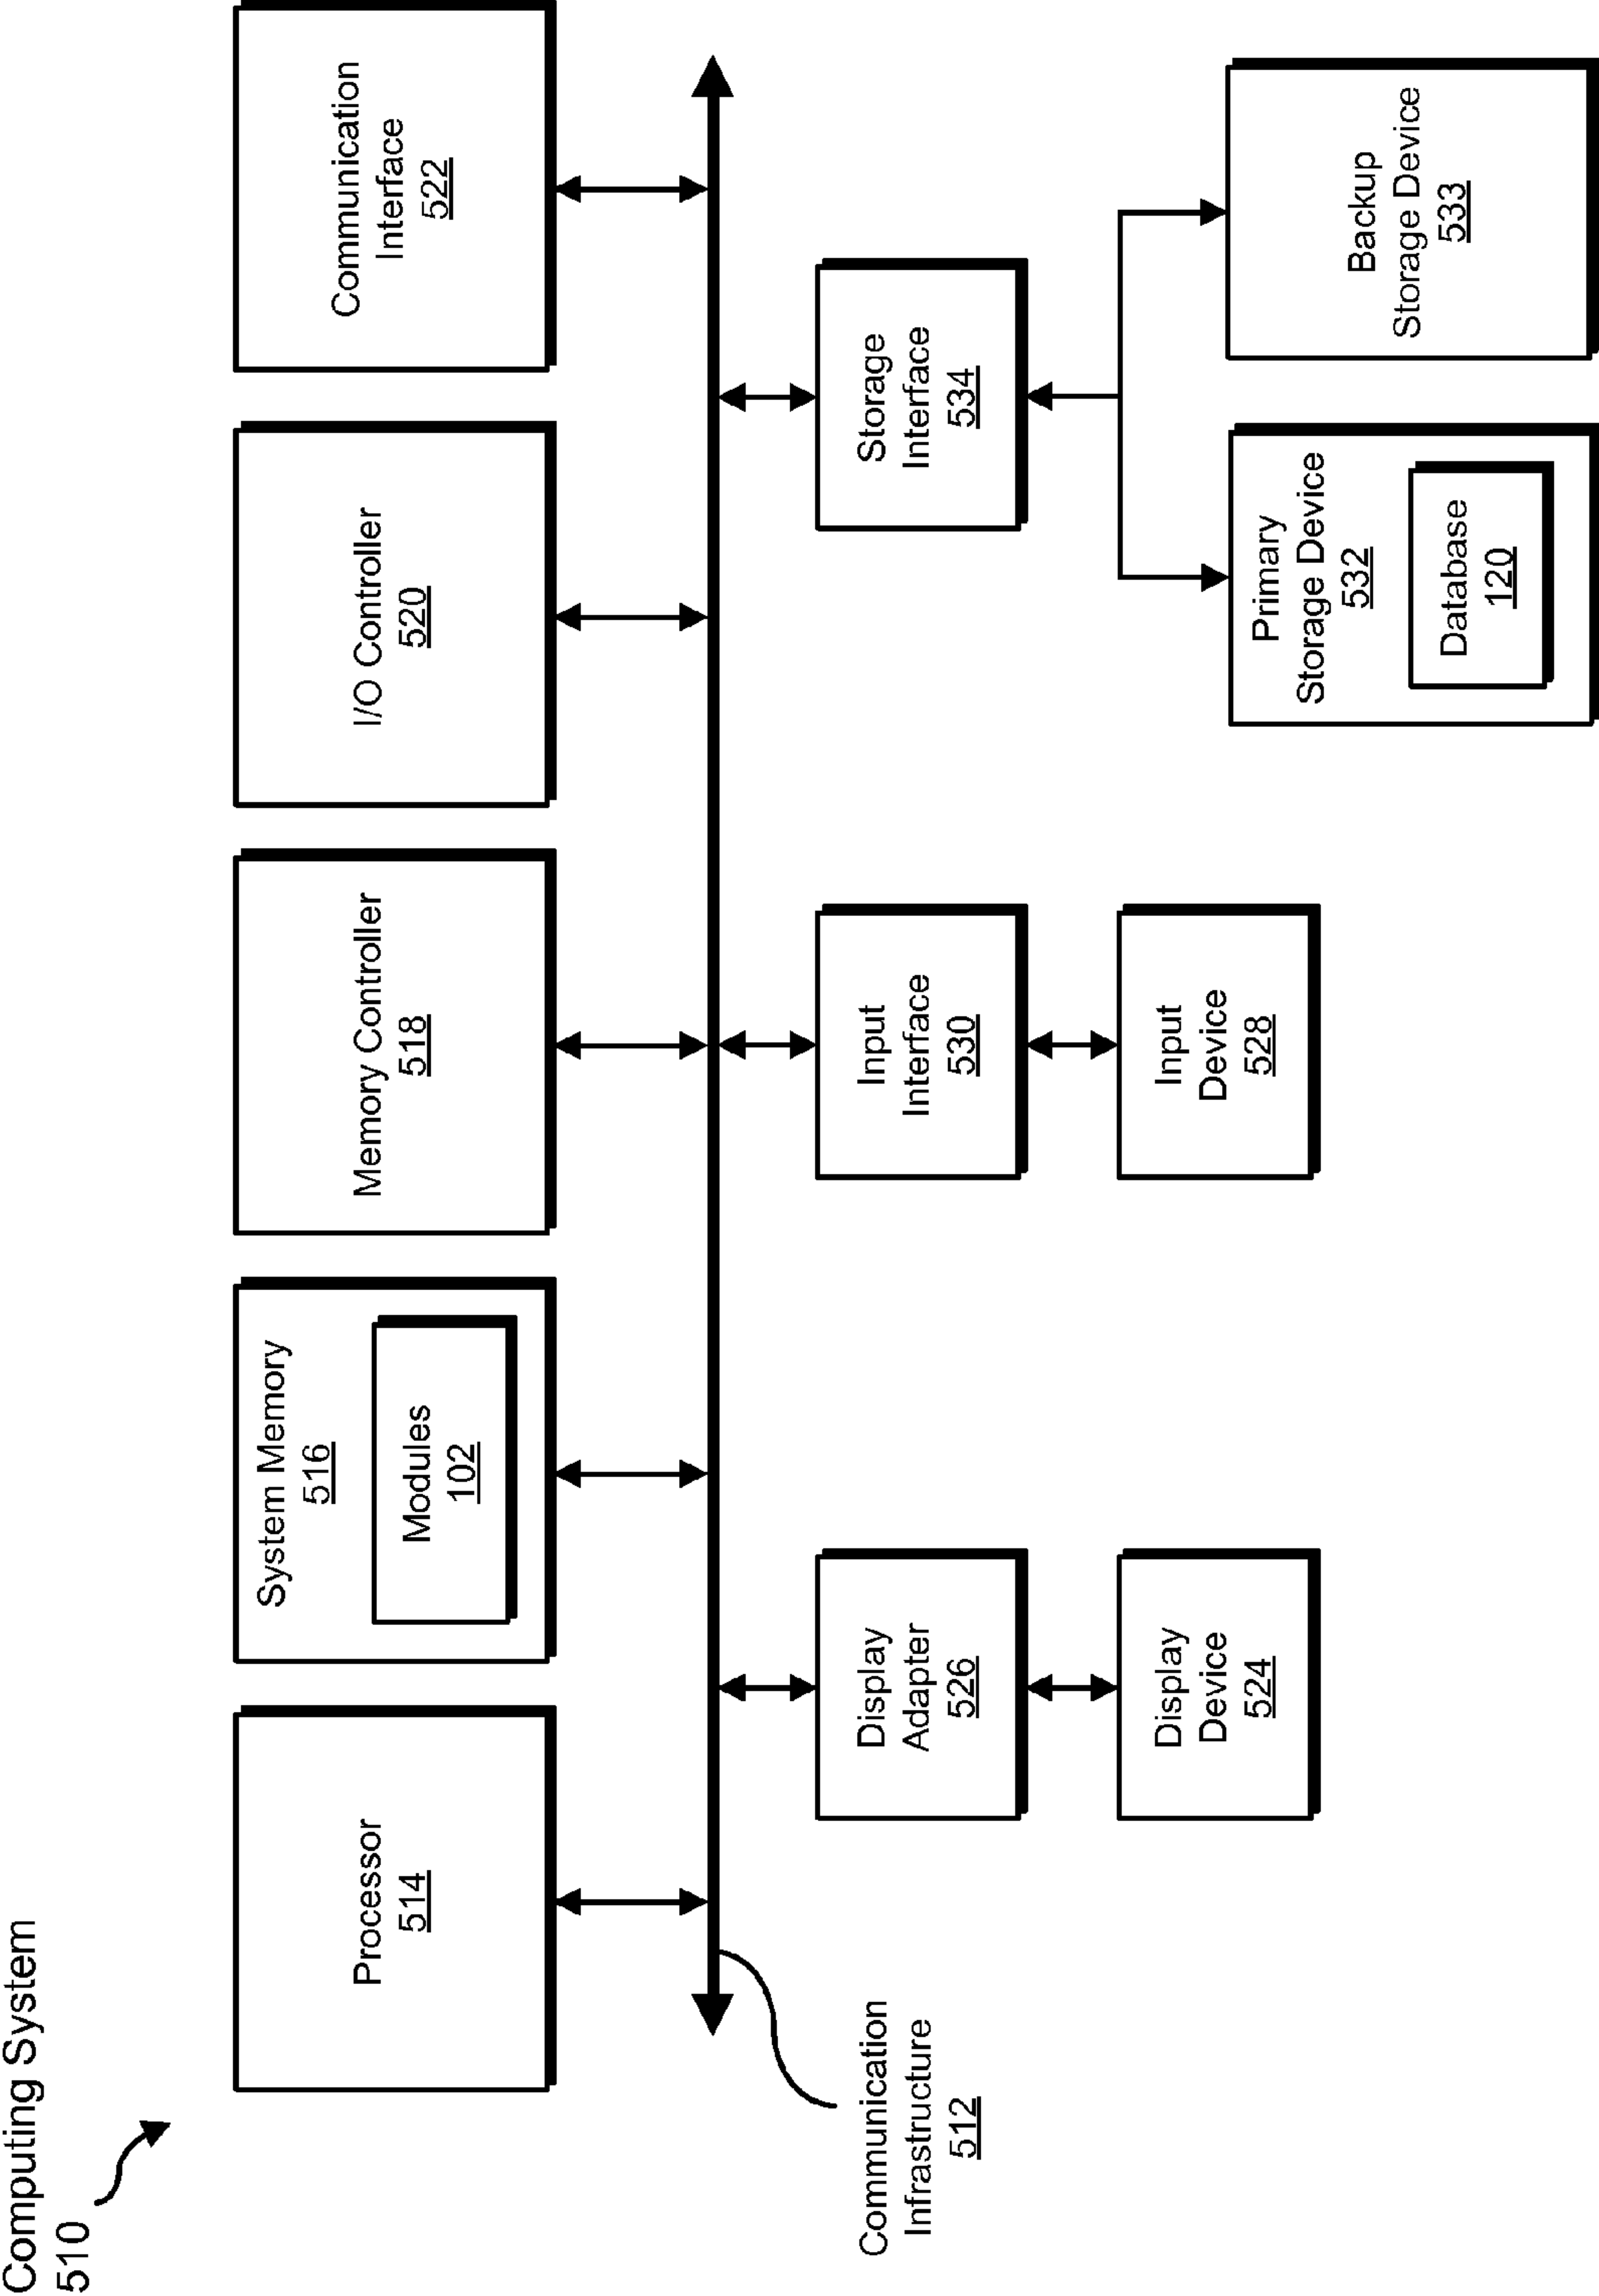 Computing System
510
Processor
514
System Memory
516
Modules
102
Memory Controller
518
I/O Controller
520
Communication
Interface
522
Communication
Infrastructure
512
Display
Adapter
526
Input
Interface
530
Storage
Interface
534
Display
Device
524
Input
Device
528
Primary
Storage Device
532
Database
120
Backup
Storage Device
533